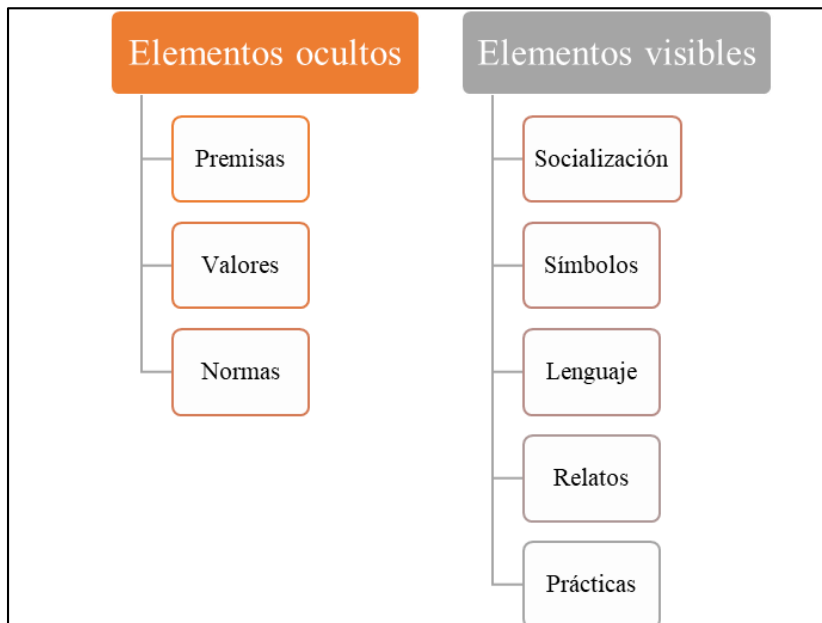 Elementos ocultos
Premisas
Valores
Normas
Elementos visibles
Socialización
Símbolos
Lenguaje
Relatos
Prácticas